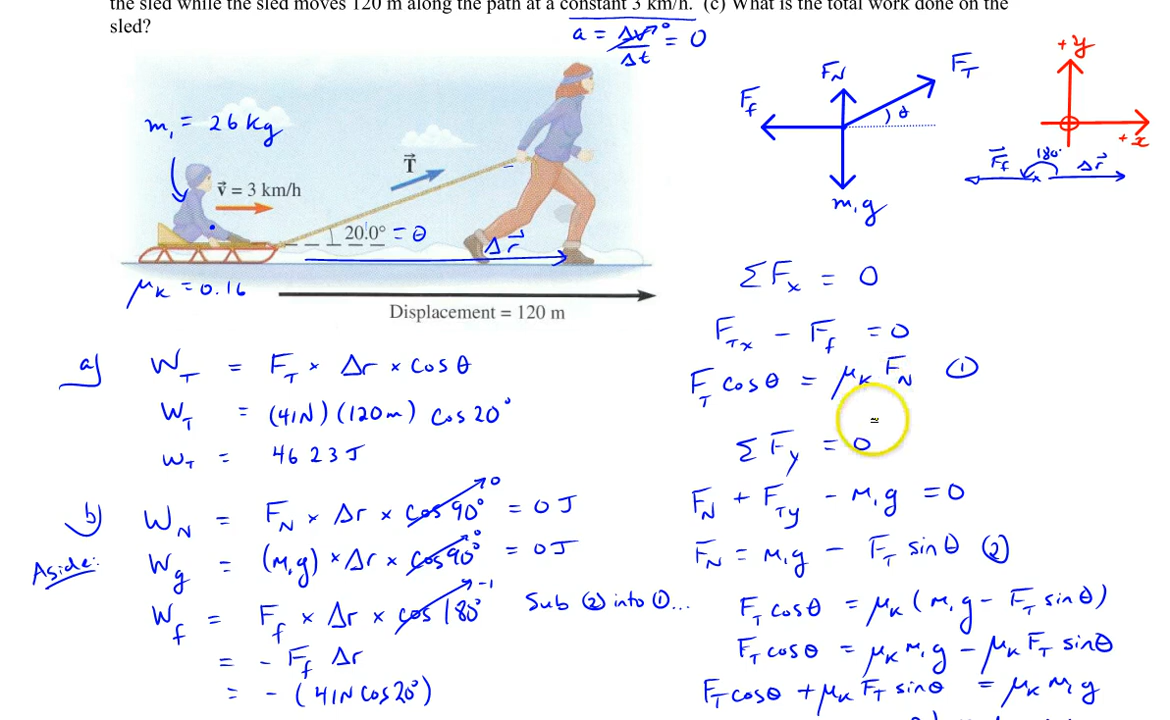 the sled while the sled moves 120 m along the path at a constant 3 km/h. (c) What is the total work done on the
sled?
a = Δv/Δt = 0
m₁ = 26 kg
v⃗ = 3 km/h
T⃗
20.0° = θ
Δr⃗
μK = 0.16
Displacement = 120 m
Ff
FN
FT
θ
m₁g
+y
+x
F⃗f
180°
Δr⃗
a) WT = FT × Δr × cos θ
WT = (41N)(120m) cos 20°
WT = 4623J
b) WN = FN × Δr × cos 90° 0 = 0J
Aside: Wg = (m₁g) × Δr × cos 90° 0 = 0J
Wf = Ff × Δr × cos 180° -1
= - Ff Δr
= - (41N cos 20°)
Sub ② into ①...
ΣFx = 0
FTx - Ff = 0
FT cos θ = μK FN ①
ΣFy = 0
FN + FTy - m₁g = 0
FN = m₁g - FT sin θ ②
FT cos θ = μK (m₁g - FT sin θ)
FT cos θ = μK m₁g - μK FT sin θ
FT cos θ + μK FT sin θ = μK m₁g